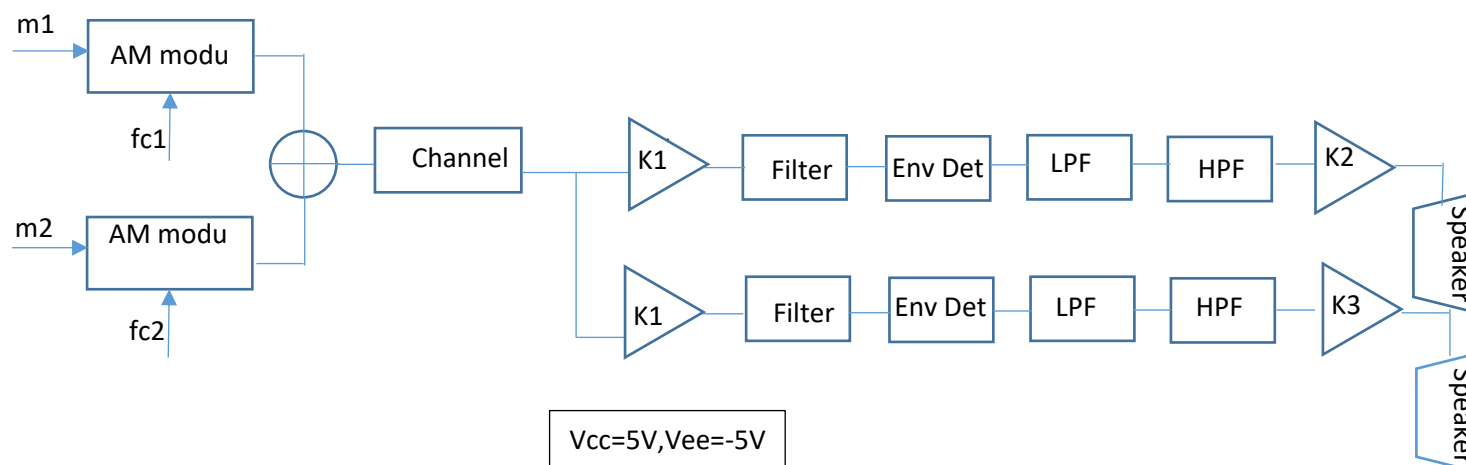 m1
AM modu
fc1
m2
AM modu
fc2
Channel
K1
Filter
Env Det
LPF
HPF
K2
Speaker
K1
Filter
Env Det
LPF
HPF
K3
Speaker
Vcc=5V,Vee=-5V